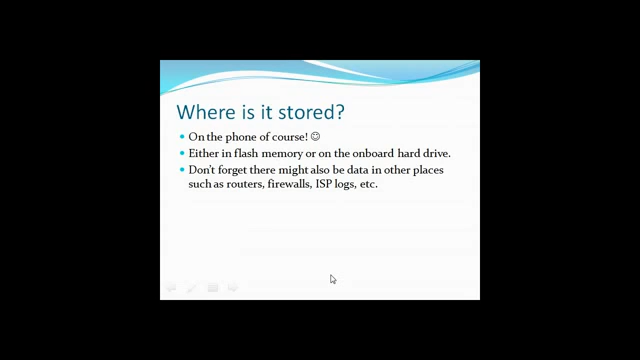 Where is it stored?
• On the phone of course! ☺
• Either in flash memory or on the onboard hard drive.
• Don't forget there might also be data in other places
such as routers, firewalls, ISP logs, etc.